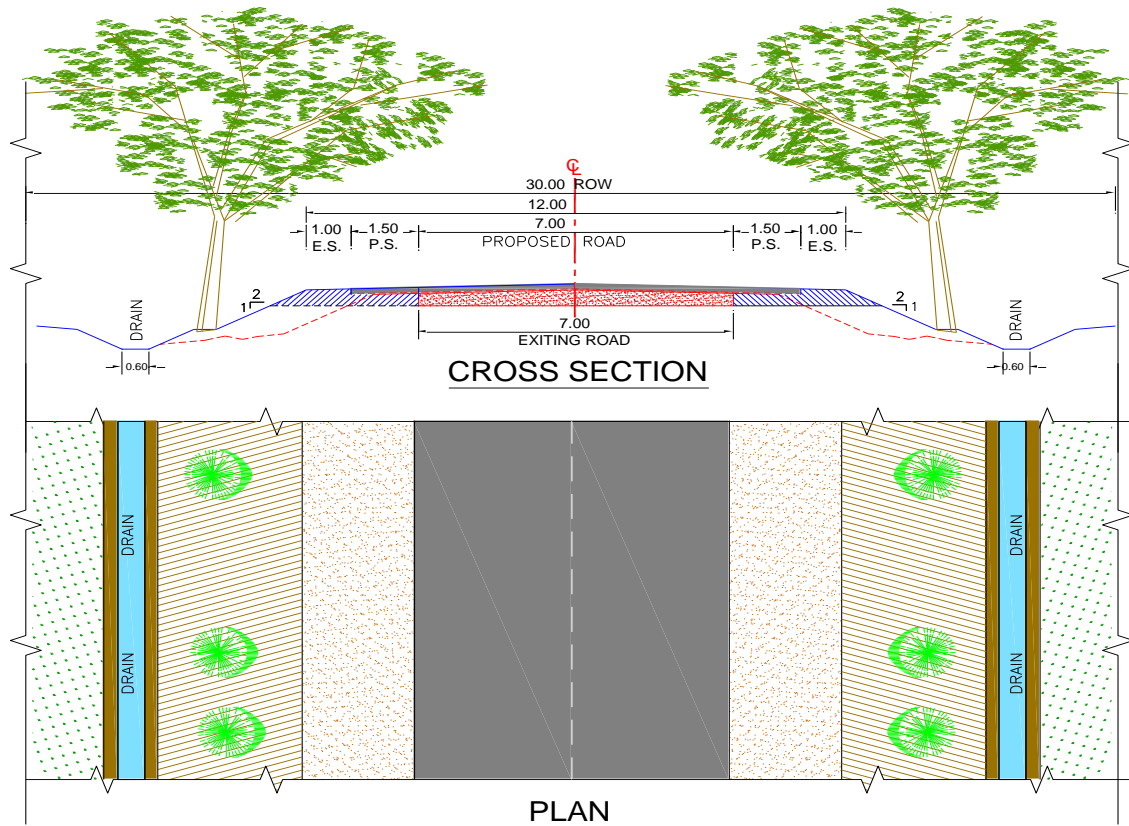 ℄
30.00 ROW
12.00
7.00
1.00 1.50 PROPOSED ROAD 1.50 1.00
E.S. P.S. P.S. E.S.
2
1
2
1
DRAIN
DRAIN
7.00
EXITING ROAD
0.60
0.60
CROSS SECTION
DRAIN
DRAIN
DRAIN
DRAIN
PLAN